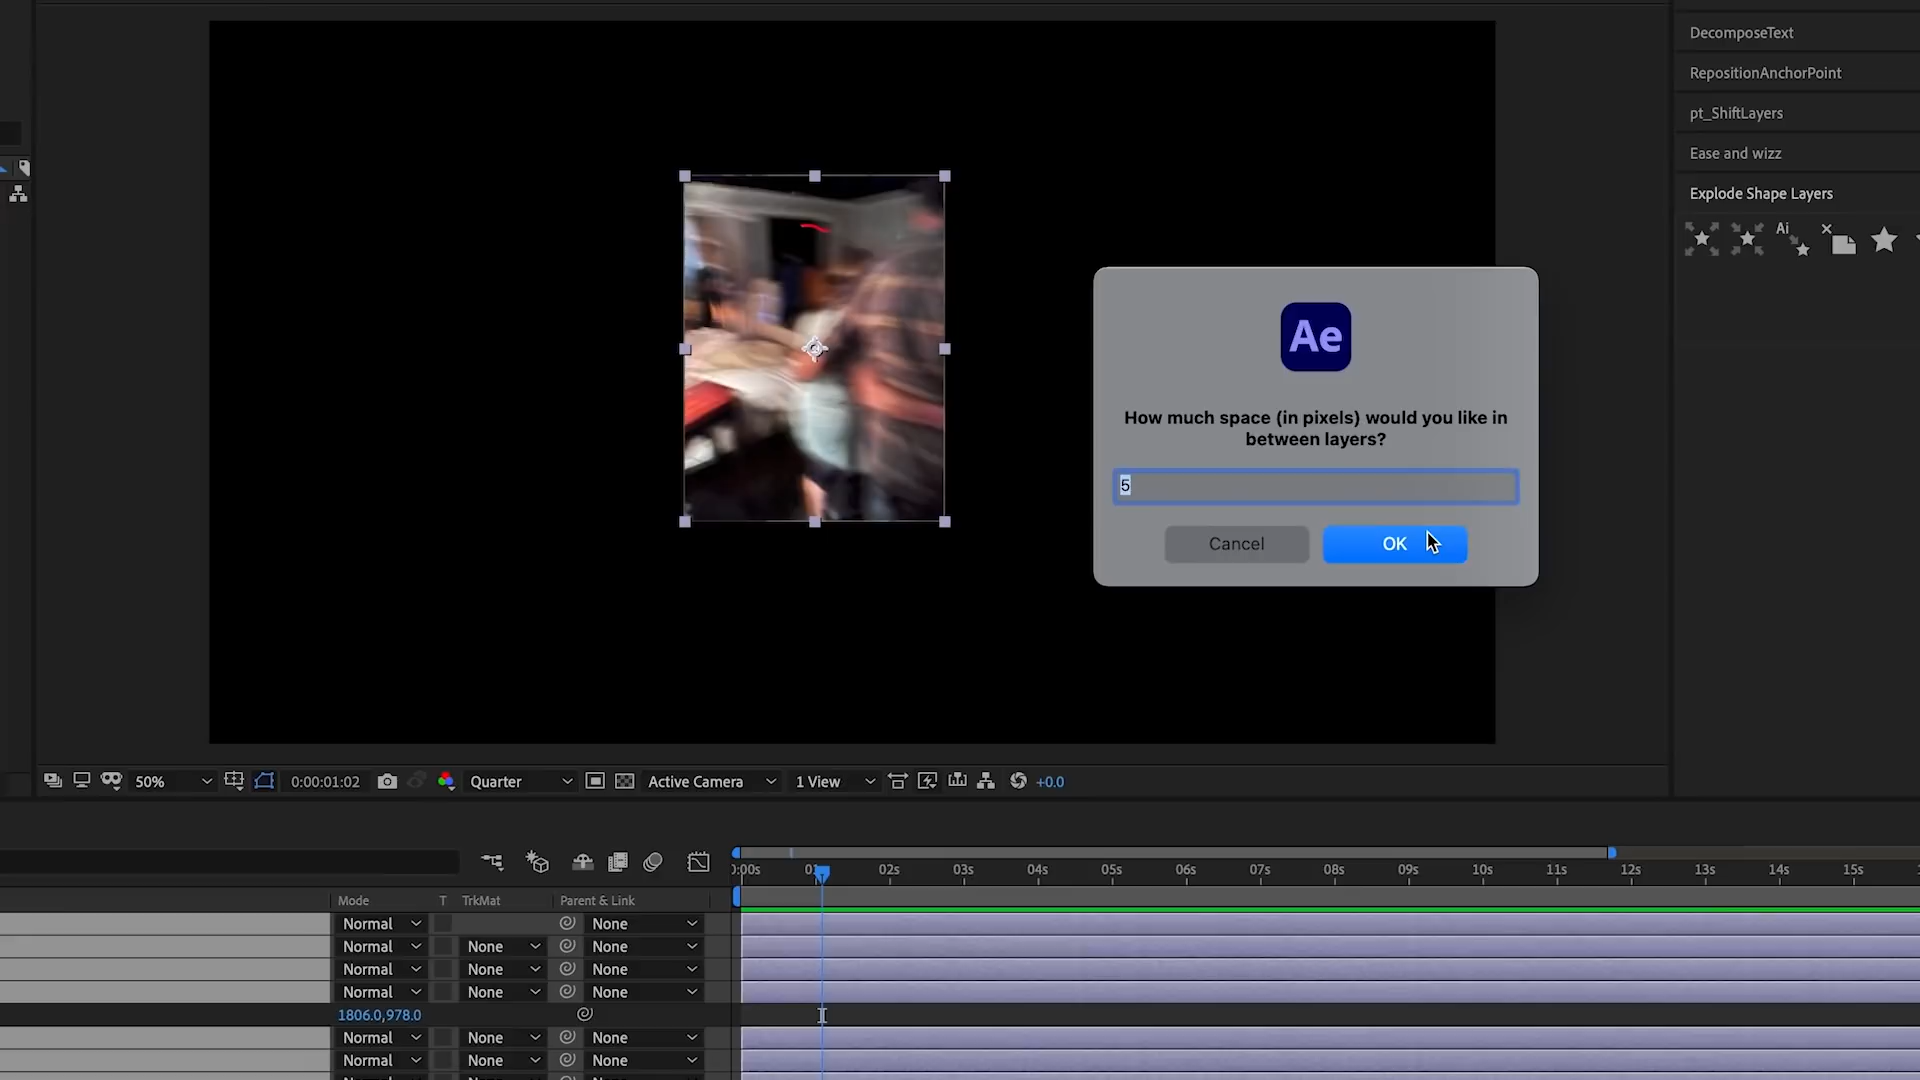 DecomposeText
RepositionAnchorPoint
pt_ShiftLayers
Ease and wizz
Explode Shape Layers
Ai
Ae
How much space (in pixels) would you like in
between layers?
5
Cancel
OK
50%
0:00:01:02
Quarter
Active Camera
1 View
+0.0
0:00s
02s
03s
04s
05s
06s
07s
08s
09s
10s
11s
12s
13s
14s
15s
Mode
T
TrkMat
Parent & Link
Normal
None
Normal
None
None
Normal
None
None
Normal
None
None
1806.0,978.0
Normal
None
None
Normal
None
None